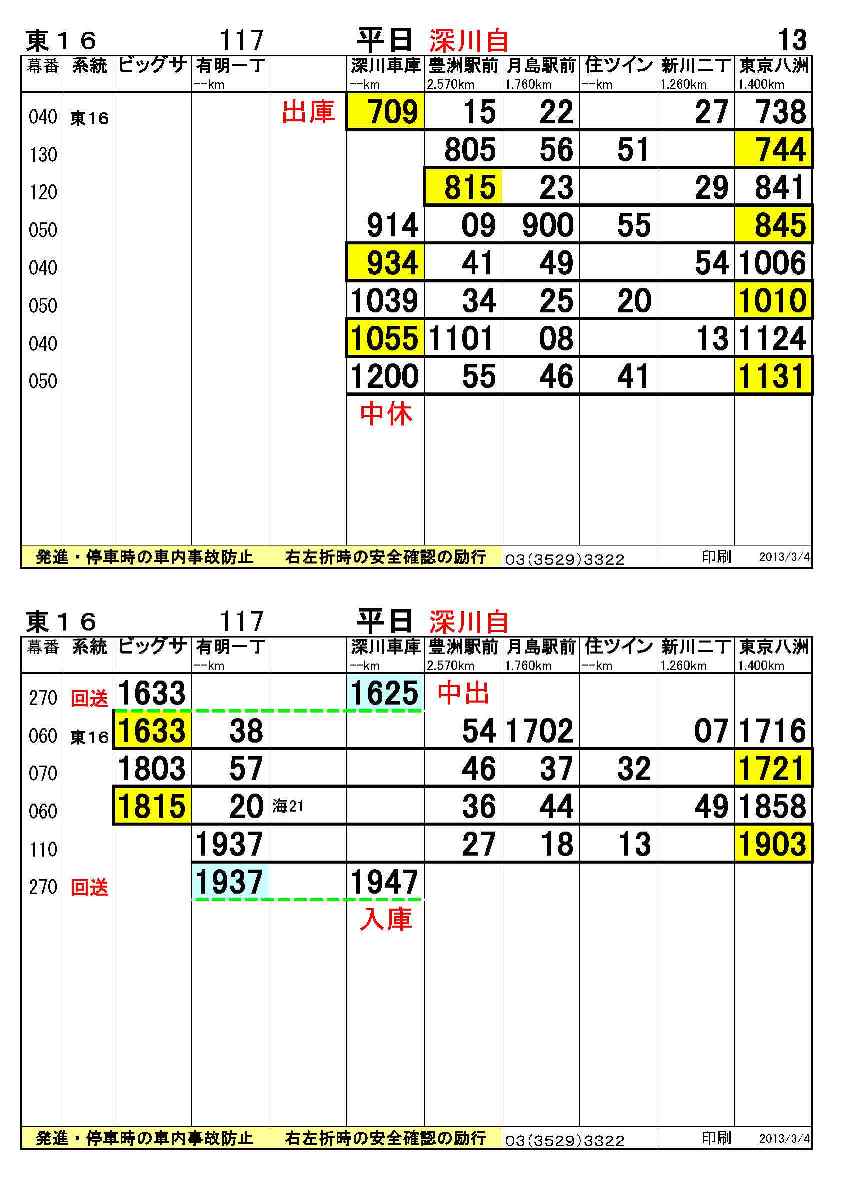 東16 117 平日 深川自 13
幕番 系統 ビッグサ 有明一丁 深川車庫 豊洲駅前 月島駅前 住ツイン 新川二丁 東京八洲
--km --km 2.570km 1.760km --km 1.260km 1.400km
040 東16 出庫 709 15 22 27 738
130 805 56 51 744
120 815 23 29 841
050 914 09 900 55 845
040 934 41 49 54 1006
050 1039 34 25 20 1010
040 1055 1101 08 13 1124
050 1200 55 46 41 1131
中休
発進・停車時の車内事故防止 右左折時の安全確認の励行 03(3529)3322 印刷 2013/3/4
東16 117 平日 深川自
幕番 系統 ビッグサ 有明一丁 深川車庫 豊洲駅前 月島駅前 住ツイン 新川二丁 東京八洲
--km --km 2.570km 1.760km --km 1.260km 1.400km
270 回送 1633 1625 中出
060 東16 1633 38 54 1702 07 1716
070 1803 57 46 37 32 1721
060 1815 20 海21 36 44 49 1858
110 1937 27 18 13 1903
270 回送 1937 1947
入庫
発進・停車時の車内事故防止 右左折時の安全確認の励行 03(3529)3322 印刷 2013/3/4